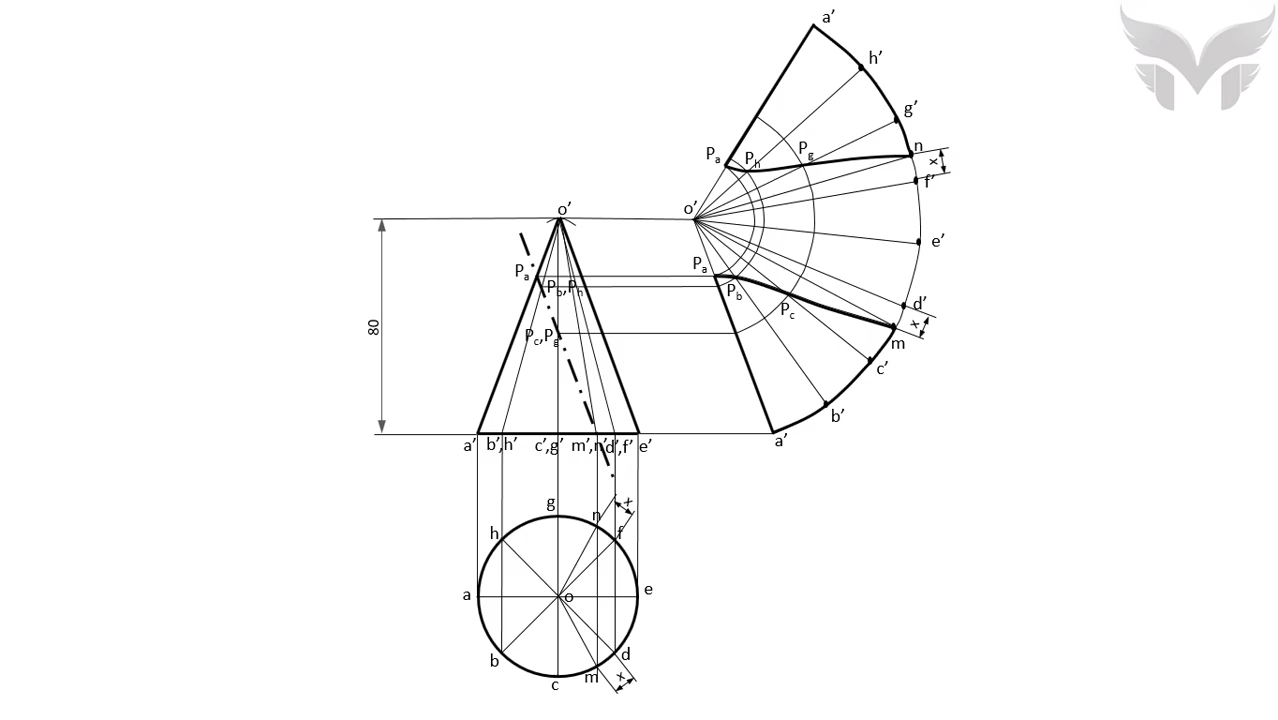 a’
h’
g’
n
x
f’
e’
d’
x
m
c’
b’
a’
Pa
Ph
Pg
o’
o’
Pa
Pb
Pc
Pa
Pb,Ph
Pc,Pg
80
a’
b’,h’
c’,g’
m’,n’
d’,f’
e’
x
g
n
f
h
a
o
e
b
d
c
m
x